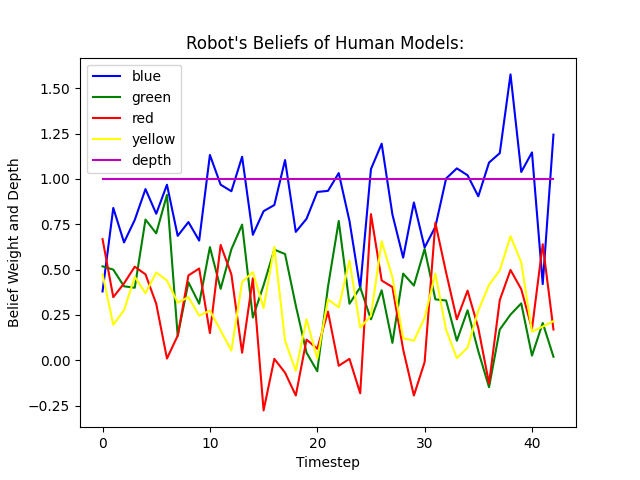 Robot's Beliefs of Human Models:
blue
green
red
yellow
depth
Belief Weight and Depth
1.50
1.25
1.00
0.75
0.50
0.25
0.00
−0.25
0
10
20
30
40
Timestep